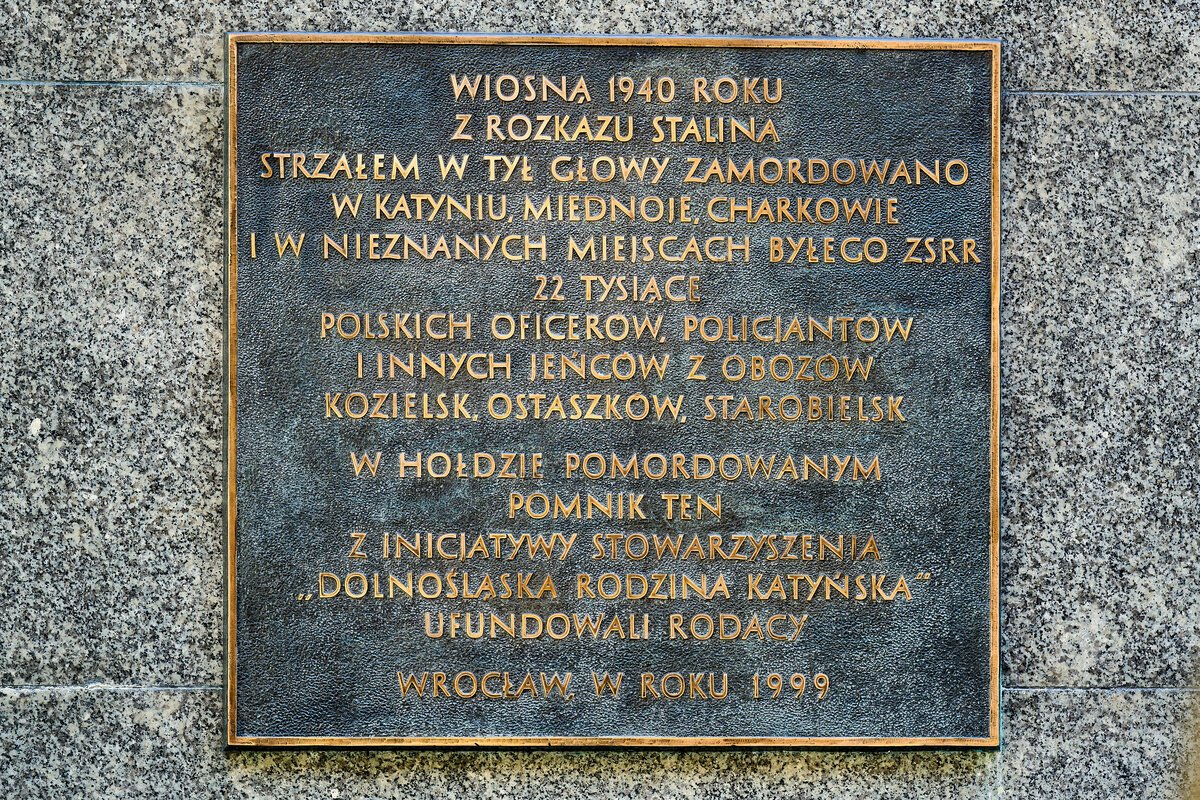 WIOSNĄ 1940 ROKU
Z ROZKAZU STALINA
STRZAŁEM W TYŁ GŁOWY ZAMORDOWANO
W KATYNIU, MIEDNOJE, CHARKOWIE
I W NIEZNANYCH MIEJSCACH BYŁEGO ZSRR
22 TYSIĄCE
POLSKICH OFICERÓW, POLICJANTÓW
I INNYCH JEŃCÓW Z OBOZÓW
KOZIELSK, OSTASZKÓW, STAROBIELSK
W HOŁDZIE POMORDOWANYM
POMNIK TEN
Z INICJATYWY STOWARZYSZENIA
„DOLNOŚLĄSKA RODZINA KATYŃSKA”
UFUNDOWALI RODACY
WROCŁAW, W ROKU 1999